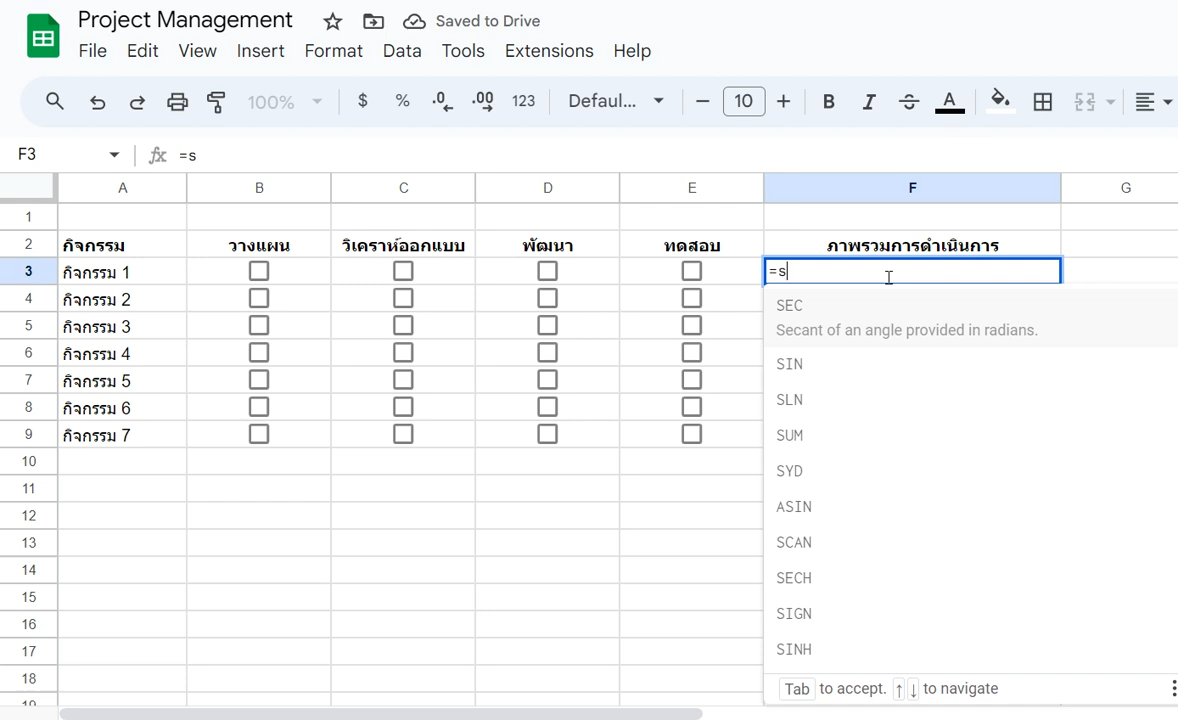 Project Management Saved to Drive
File Edit View Insert Format Data Tools Extensions Help
100% $ % .0 .00 123 Defaul... 10 B I S A
F3 fx =s
A B C D E F G
1
2 กิจกรรม วางแผน วิเคราห์ออกแบบ พัฒนา ทดสอบ ภาพรวมการดำเนินการ
3 กิจกรรม 1 =s
4 กิจกรรม 2
SEC
5 กิจกรรม 3
Secant of an angle provided in radians.
6 กิจกรรม 4
SIN
7 กิจกรรม 5
SLN
8 กิจกรรม 6
9 กิจกรรม 7
SUM
10
SYD
11
12
ASIN
13
SCAN
14
SECH
15
16
SIGN
17
SINH
18
Tab to accept. ↑ ↓ to navigate